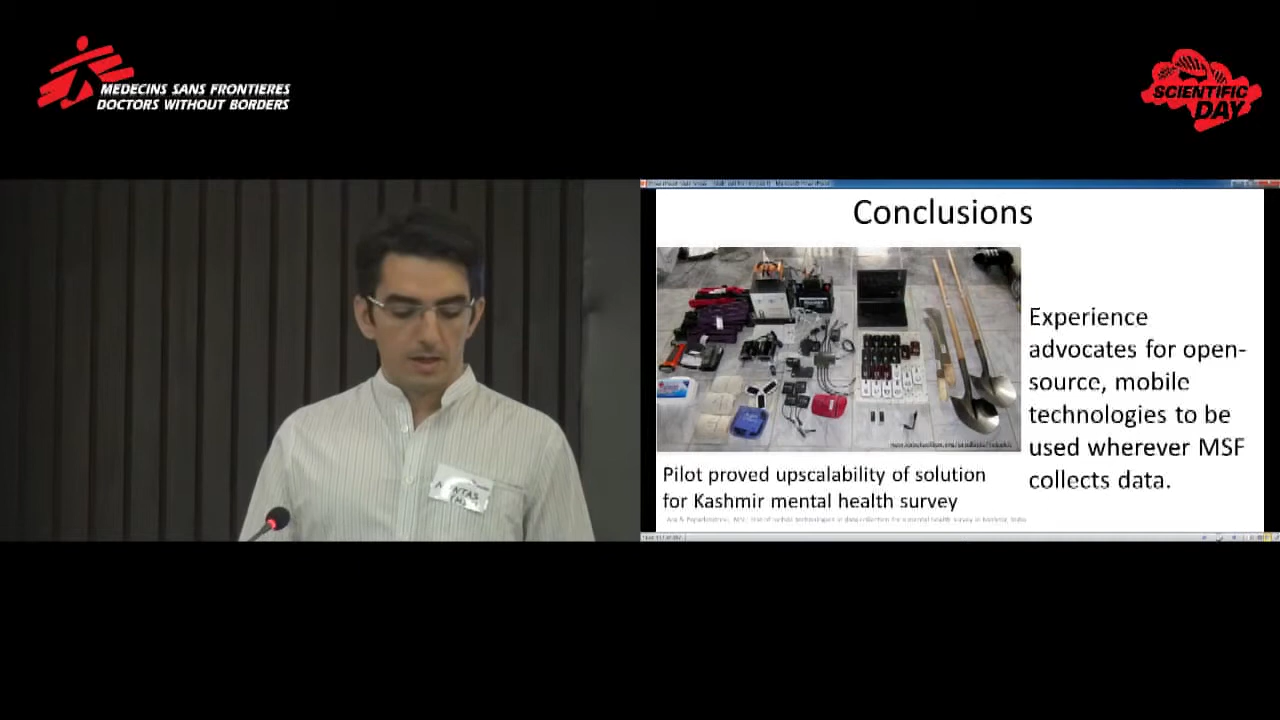 MEDECINS SANS FRONTIERES
DOCTORS WITHOUT BORDERS
SCIENTIFIC
DAY
Conclusions
Experience
advocates for open-
source, mobile
technologies to be
used wherever MSF
collects data.
Pilot proved upscalability of solution
for Kashmir mental health survey